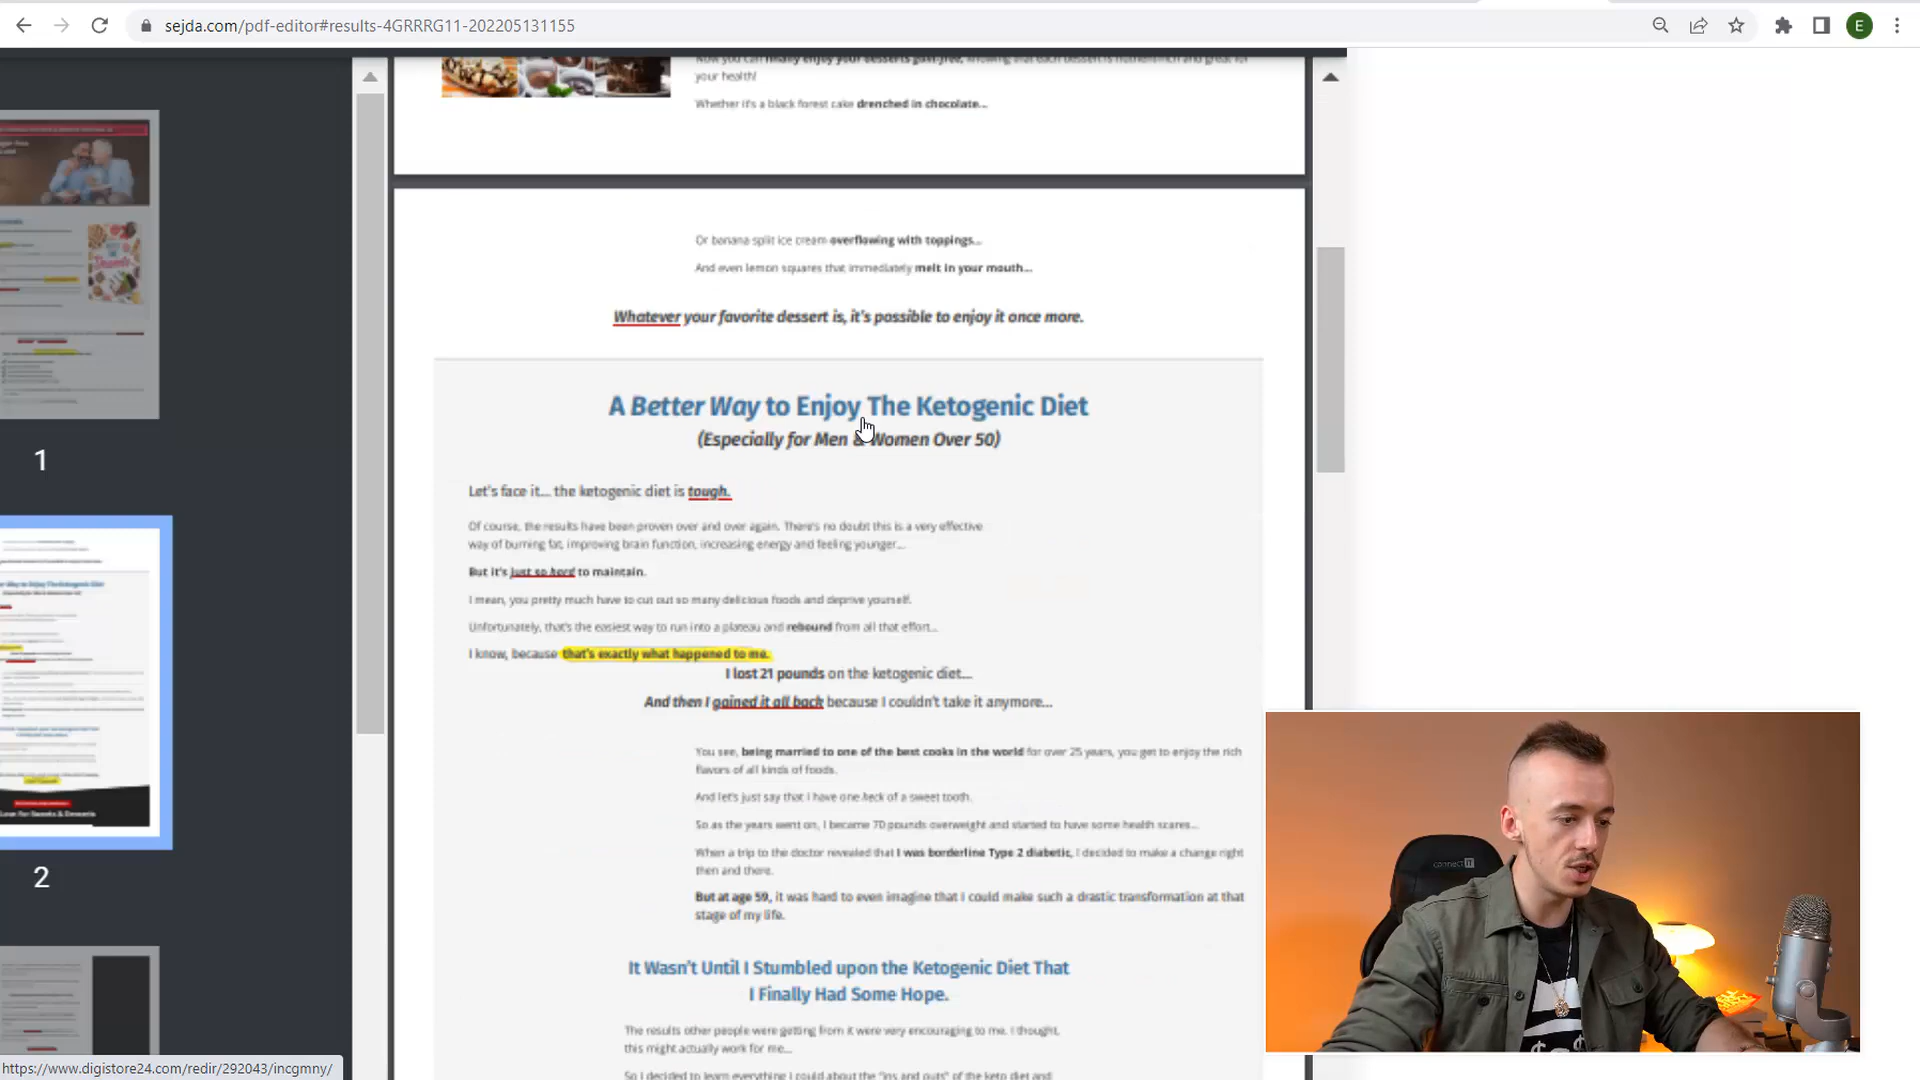 sejda.com/pdf-editor#results-4GRRRG11-202205131155
E
Now you can finally enjoy your desserts guilt-free, knowing that each dessert is nutrient-rich and great for
your health!
Whether it's a black forest cake drenched in chocolate...
Or banana split ice cream overflowing with toppings...
And even lemon squares that immediately melt in your mouth...
Whatever your favorite dessert is, it's possible to enjoy it once more.
A Better Way to Enjoy The Ketogenic Diet
(Especially for Men & Women Over 50)
Let's face it... the ketogenic diet is tough.
Of course, the results have been proven over and over again. There's no doubt this is a very effective
way of burning fat, improving brain function, increasing energy and feeling younger...
But it's just so hard to maintain.
I mean, you pretty much have to cut out so many delicious foods and deprive yourself.
Unfortunately, that's the easiest way to run into a plateau and rebound from all that effort...
I know, because that's exactly what happened to me.
I lost 21 pounds on the ketogenic diet...
And then I gained it all back because I couldn't take it anymore...
You see, being married to one of the best cooks in the world for over 25 years, you get to enjoy the rich
flavors of all kinds of foods.
And let's just say that I have one heck of a sweet tooth.
So as the years went on, I became 70 pounds overweight and started to have some health scares...
When a trip to the doctor revealed that I was borderline Type 2 diabetic, I decided to make a change right
then and there.
But at age 59, it was hard to even imagine that I could make such a drastic transformation at that
stage of my life.
It Wasn't Until I Stumbled upon the Ketogenic Diet That
I Finally Had Some Hope.
The results other people were getting from it were very encouraging to me. I thought,
this might actually work for me...
So I decided to learn everything I could about the "ins and outs" of the keto diet and
1
2
connect IT
https://www.digistore24.com/redir/292043/incgmny/